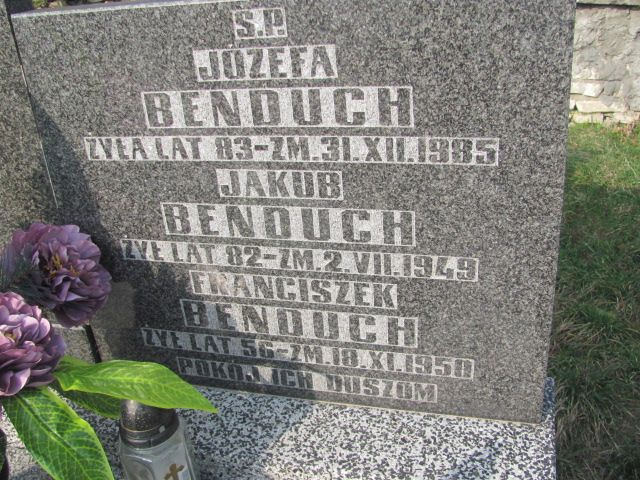 Ś.P.
JÓZEFA
BENDUCH
ŻYŁA LAT 83-ZM.31.XII.1985
JAKUB
BENDUCH
ŻYŁ LAT 82-ZM.2.VII.1949
FRANCISZEK
BENDUCH
ŻYŁ LAT 56-ZM.18.XI.1950
POKÓJ ICH DUSZOM